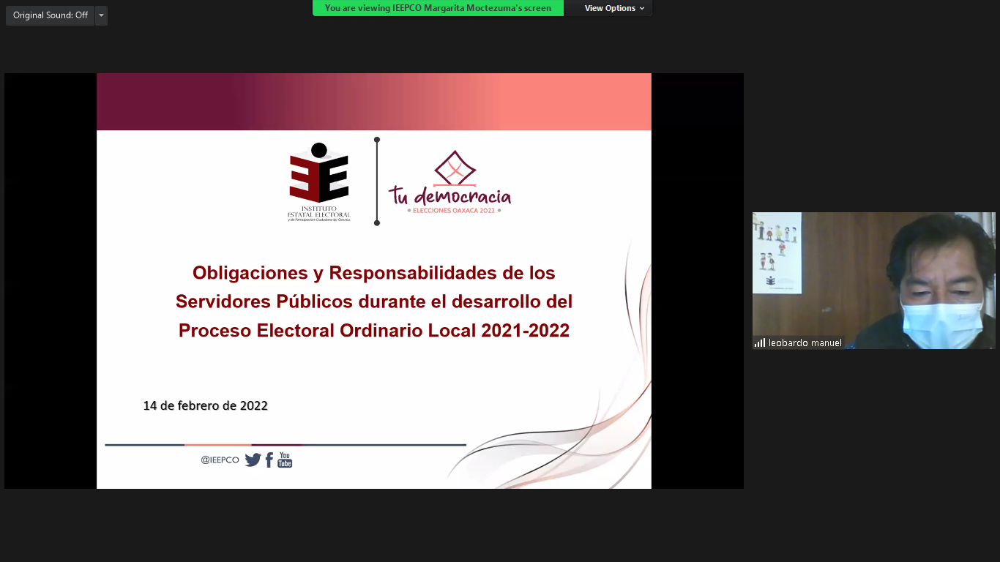 Original Sound: Off
You are viewing IEEPCO Margarita Moctezuma's screen
View Options
INSTITUTO
ESTATAL ELECTORAL
y de Participación Ciudadana de Oaxaca.
Tu democracia
ELECCIONES OAXACA 2022
Obligaciones y Responsabilidades de los
Servidores Públicos durante el desarrollo del
Proceso Electoral Ordinario Local 2021-2022
14 de febrero de 2022
@IEEPCO
You
Tube
leobardo manuel